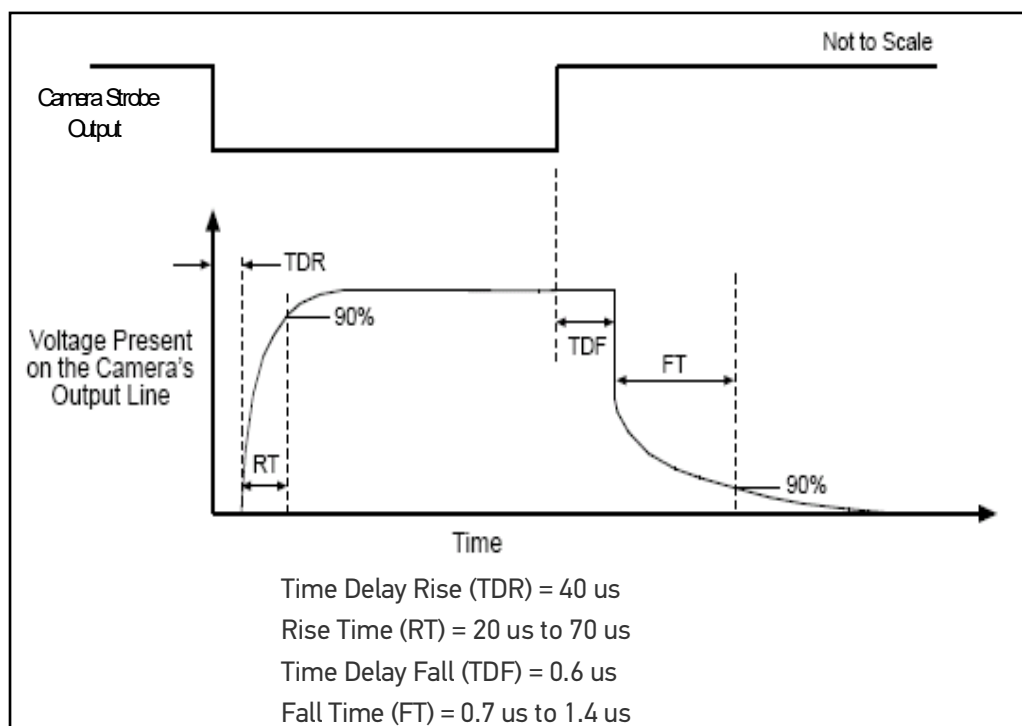 Not to Scale
Camera Strobe
Output
TDR
90%
Voltage Present
on the Camera's
Output Line
TDF
FT
RT
90%
Time
Time Delay Rise (TDR) = 40 us
Rise Time (RT) = 20 us to 70 us
Time Delay Fall (TDF) = 0.6 us
Fall Time (FT) = 0.7 us to 1.4 us